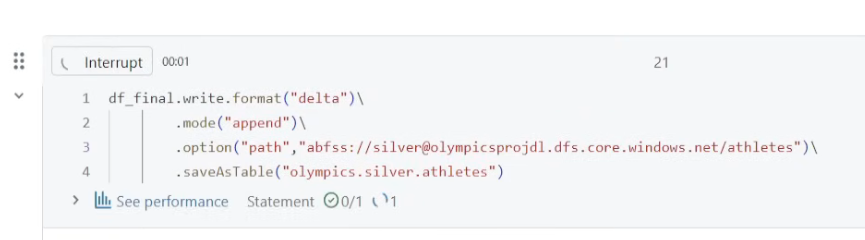 Interrupt 00:01 21
1 df_final.write.format("delta")\
2 .mode("append")\
3 .option("path","abfss://silver@olympicsprojdl.dfs.core.windows.net/athletes")\
4 .saveAsTable("olympics.silver.athletes")
See performance Statement 0/1 1